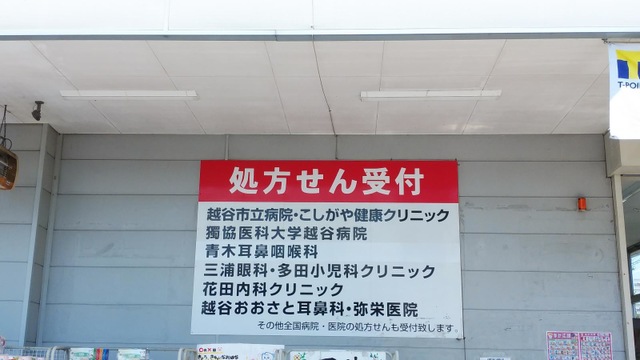 処方せん受付
越谷市立病院・こしがや健康クリニック
獨協医科大学越谷病院
青木耳鼻咽喉科
三浦眼科・多田小児科クリニック
花田内科クリニック
越谷おおさと耳鼻科・弥栄医院
その他全国病院・医院の処方せんも受付致します。